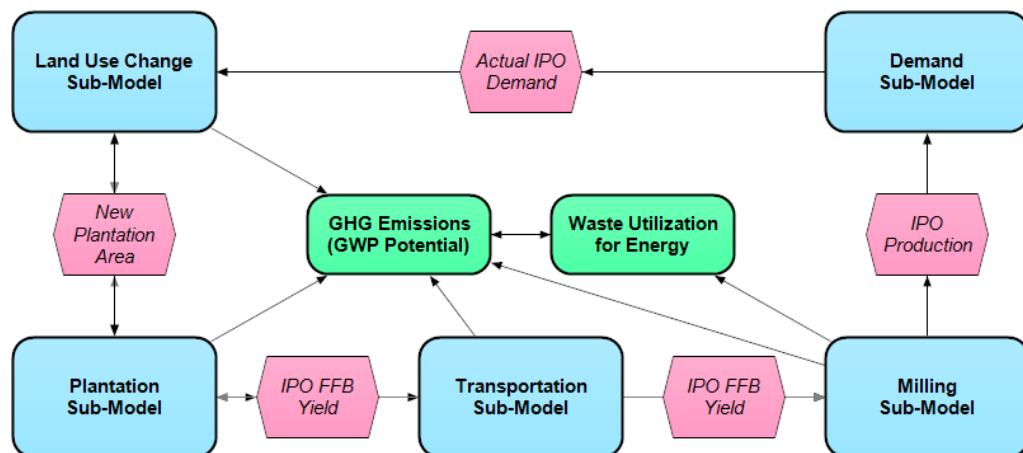 Land Use Change
Sub-Model
Actual IPO
Demand
Demand
Sub-Model
New
Plantation
Area
GHG Emissions
(GWP Potential)
Waste Utilization
for Energy
IPO
Production
Plantation
Sub-Model
IPO FFB
Yield
Transportation
Sub-Model
IPO FFB
Yield
Milling
Sub-Model